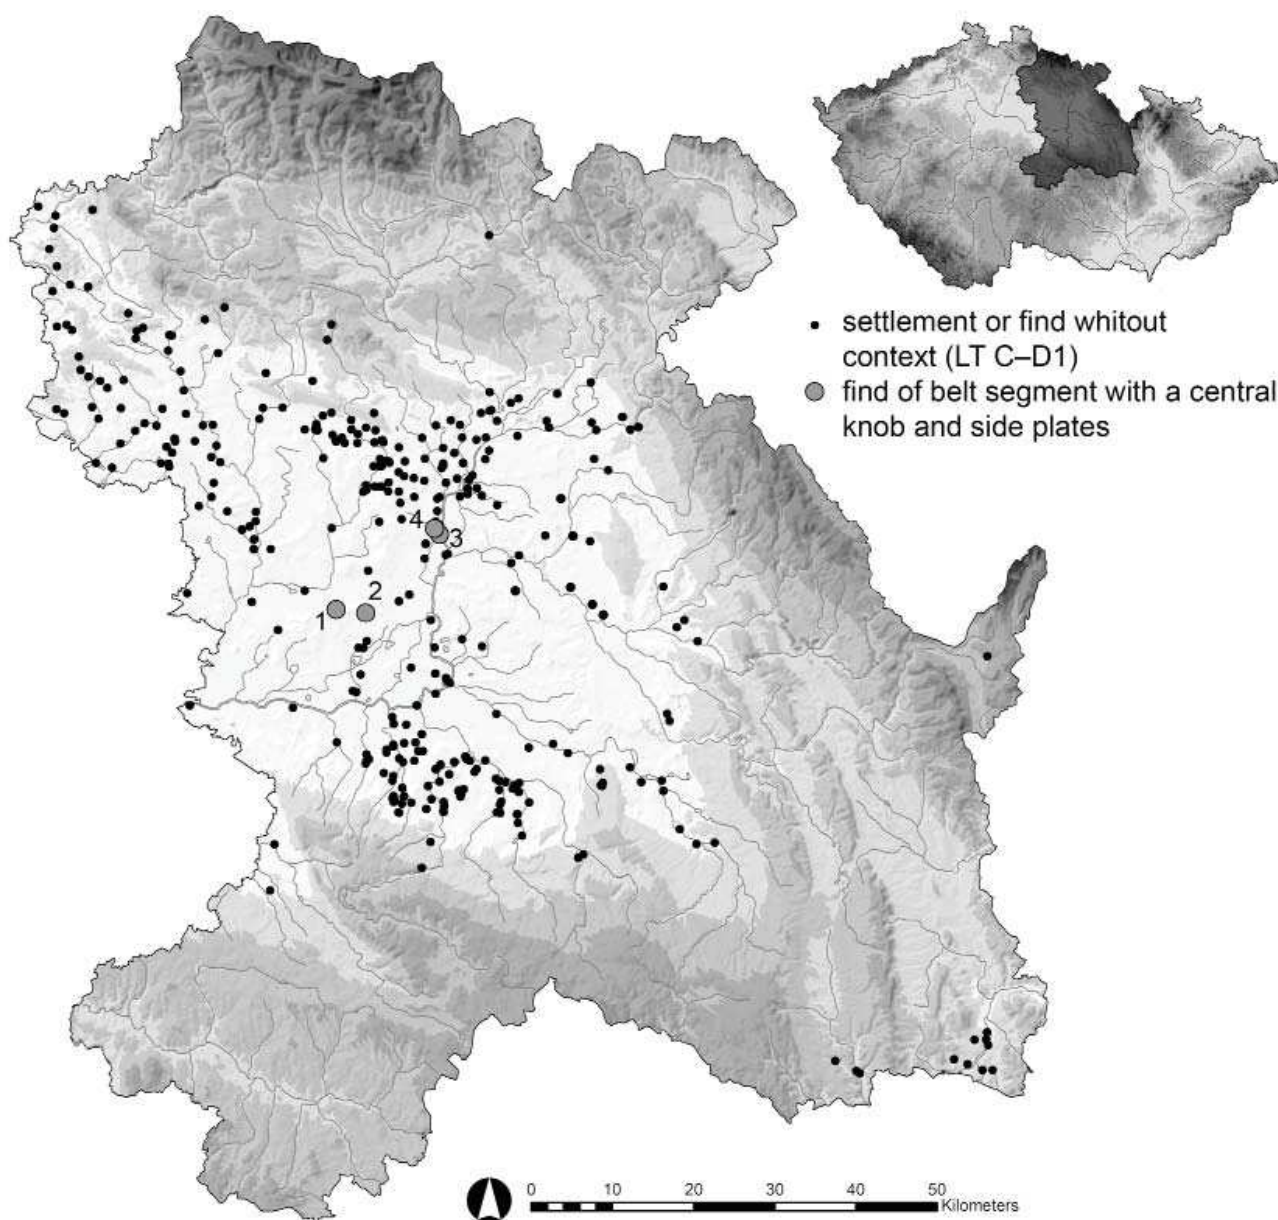 settlement or find whitout
context (LT C–D1)
find of belt segment with a central
knob and side plates
4
3
2
1
0 10 20 30 40 50
Kilometers